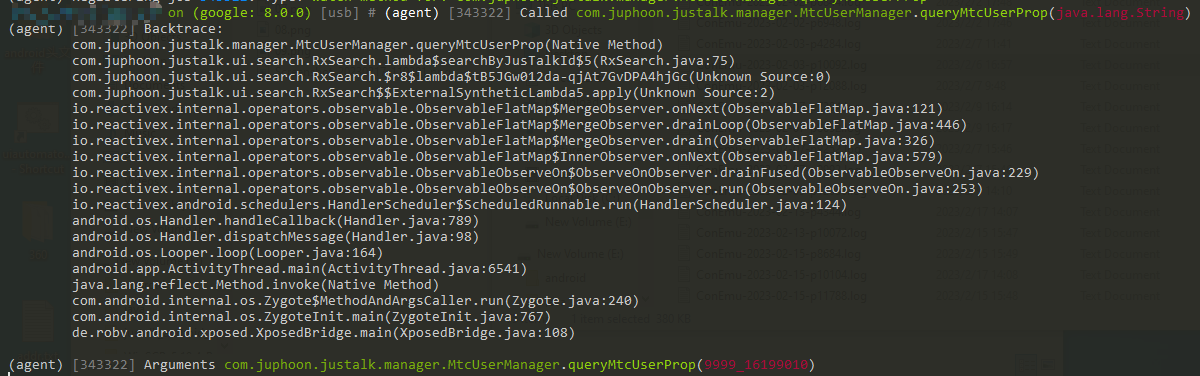 on (google: 8.0.0) [usb] # (agent) [343322] Called com.juphoon.justalk.manager.MtcUserManager.queryMtcUserProp(java.lang.String)
(agent) [343322] Backtrace:
com.juphoon.justalk.manager.MtcUserManager.queryMtcUserProp(Native Method)
com.juphoon.justalk.ui.search.RxSearch.lambda$searchByJusTalkId$5(RxSearch.java:75)
com.juphoon.justalk.ui.search.RxSearch.$r8$lambda$tB5JGw012da-qjAt7GvDPA4hjGc(Unknown Source:0)
com.juphoon.justalk.ui.search.RxSearch$$ExternalSyntheticLambda5.apply(Unknown Source:2)
io.reactivex.internal.operators.observable.ObservableFlatMap$MergeObserver.onNext(ObservableFlatMap.java:121)
io.reactivex.internal.operators.observable.ObservableFlatMap$MergeObserver.drainLoop(ObservableFlatMap.java:446)
io.reactivex.internal.operators.observable.ObservableFlatMap$MergeObserver.drain(ObservableFlatMap.java:326)
io.reactivex.internal.operators.observable.ObservableFlatMap$InnerObserver.onNext(ObservableFlatMap.java:579)
io.reactivex.internal.operators.observable.ObservableObserveOn$ObserveOnObserver.drainFused(ObservableObserveOn.java:229)
io.reactivex.internal.operators.observable.ObservableObserveOn$ObserveOnObserver.run(ObservableObserveOn.java:253)
io.reactivex.android.schedulers.HandlerScheduler$ScheduledRunnable.run(HandlerScheduler.java:124)
android.os.Handler.handleCallback(Handler.java:789)
android.os.Handler.dispatchMessage(Handler.java:98)
android.os.Looper.loop(Looper.java:164)
android.app.ActivityThread.main(ActivityThread.java:6541)
java.lang.reflect.Method.invoke(Native Method)
com.android.internal.os.Zygote$MethodAndArgsCaller.run(Zygote.java:240)
com.android.internal.os.ZygoteInit.main(ZygoteInit.java:767)
de.robv.android.xposed.XposedBridge.main(XposedBridge.java:108)
(agent) [343322] Arguments com.juphoon.justalk.manager.MtcUserManager.queryMtcUserProp(9999_16199010)